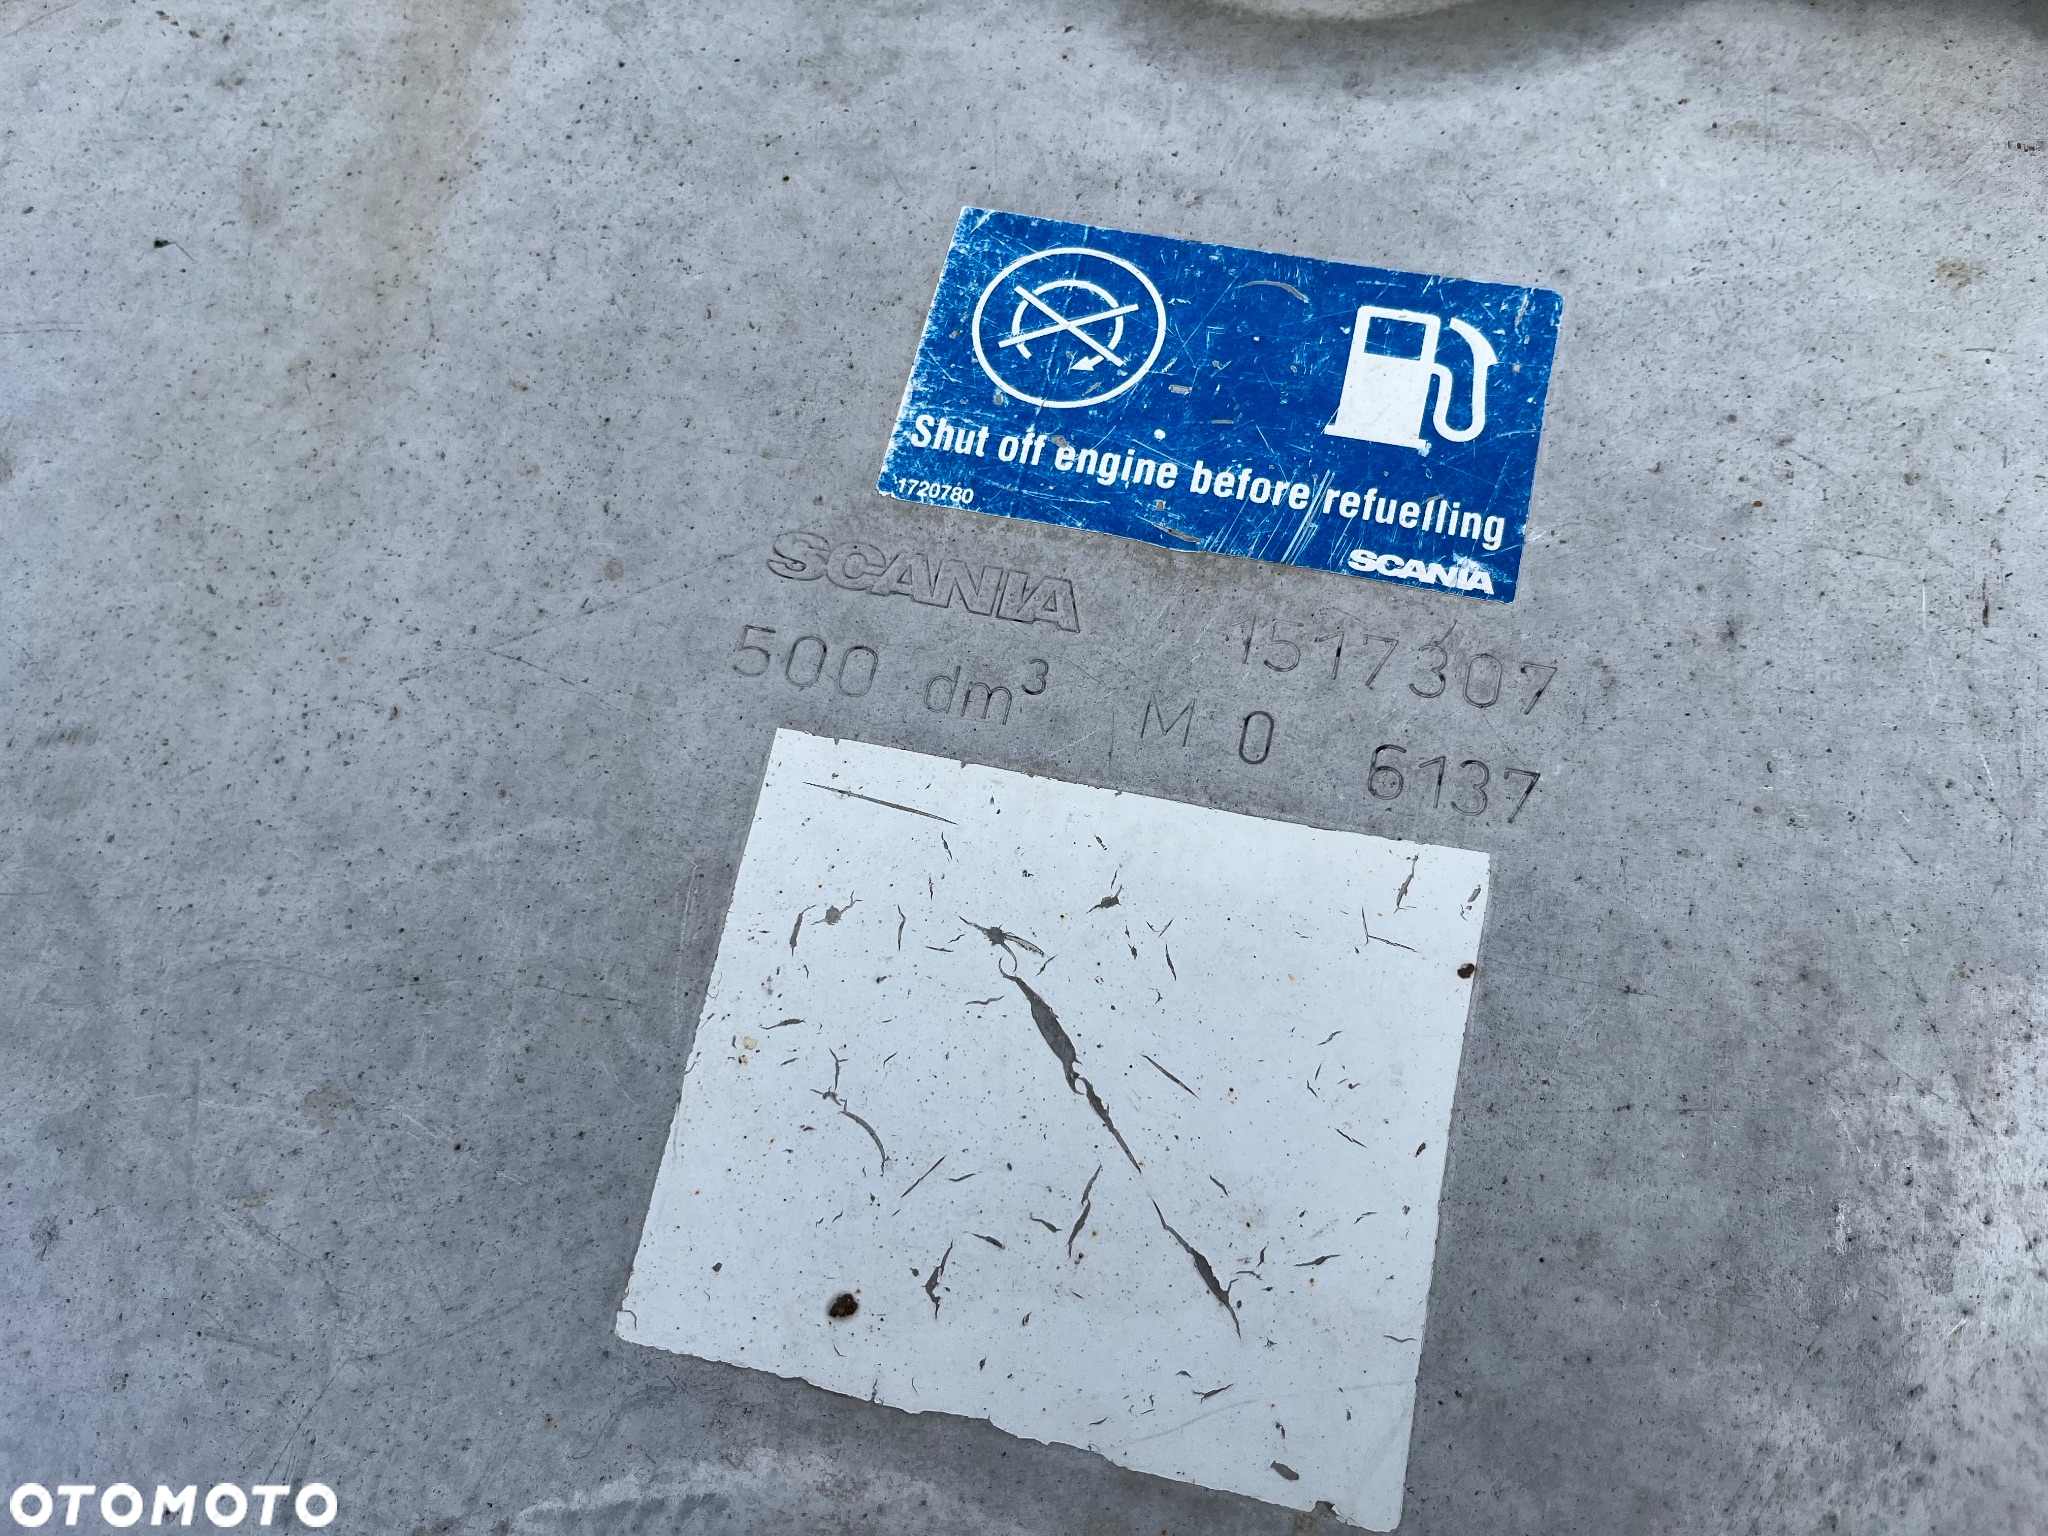 Shut off engine before refuelling
1720780
SCANIA
SCANIA 1517307
500 dm³ M 0 6137
OTOMOTO